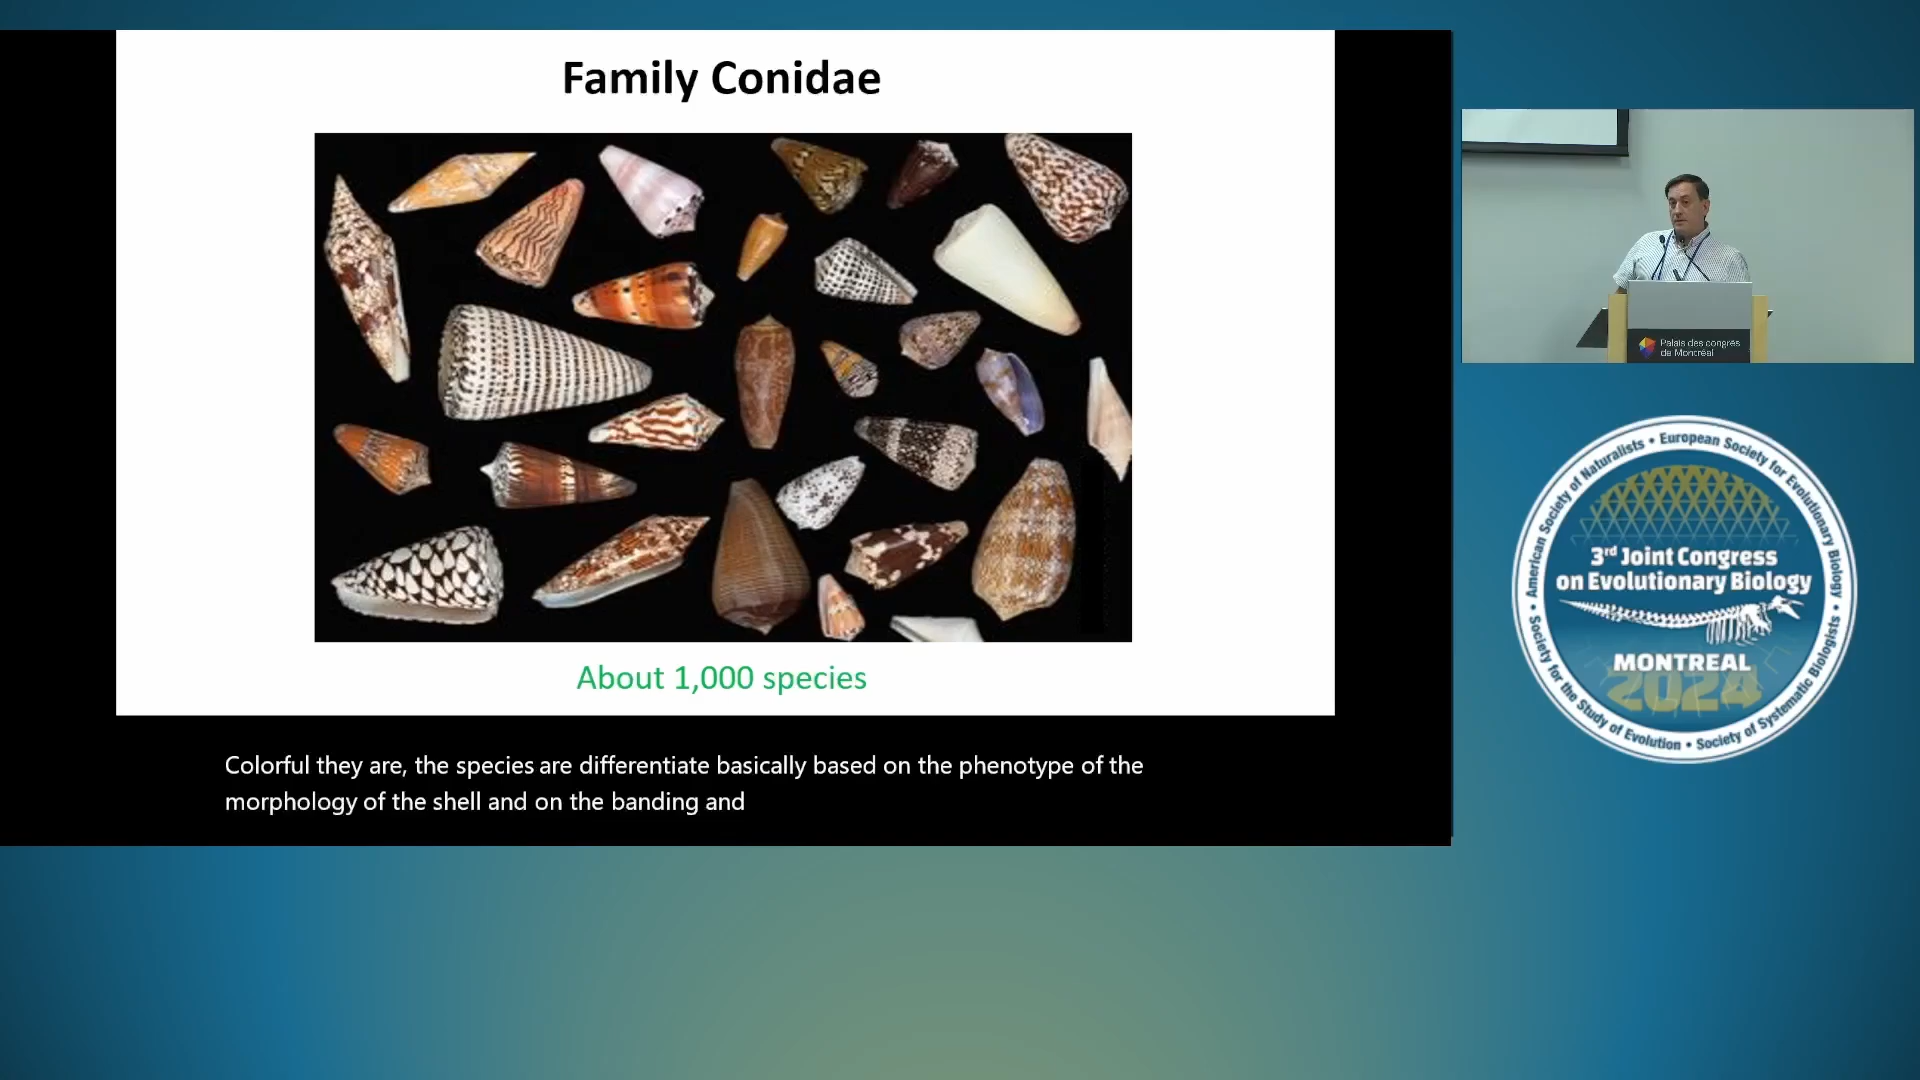 Family Conidae
About 1,000 species
Colorful they are, the species are differentiate basically based on the phenotype of the
morphology of the shell and on the banding and
Palais des congrès
de Montréal
American Society of Naturalists • European Society for Evolutionary Biology •
3rd Joint Congress
on Evolutionary Biology
MONTREAL
2024
Society for the Study of Evolution • Society of Systematic Biologists •